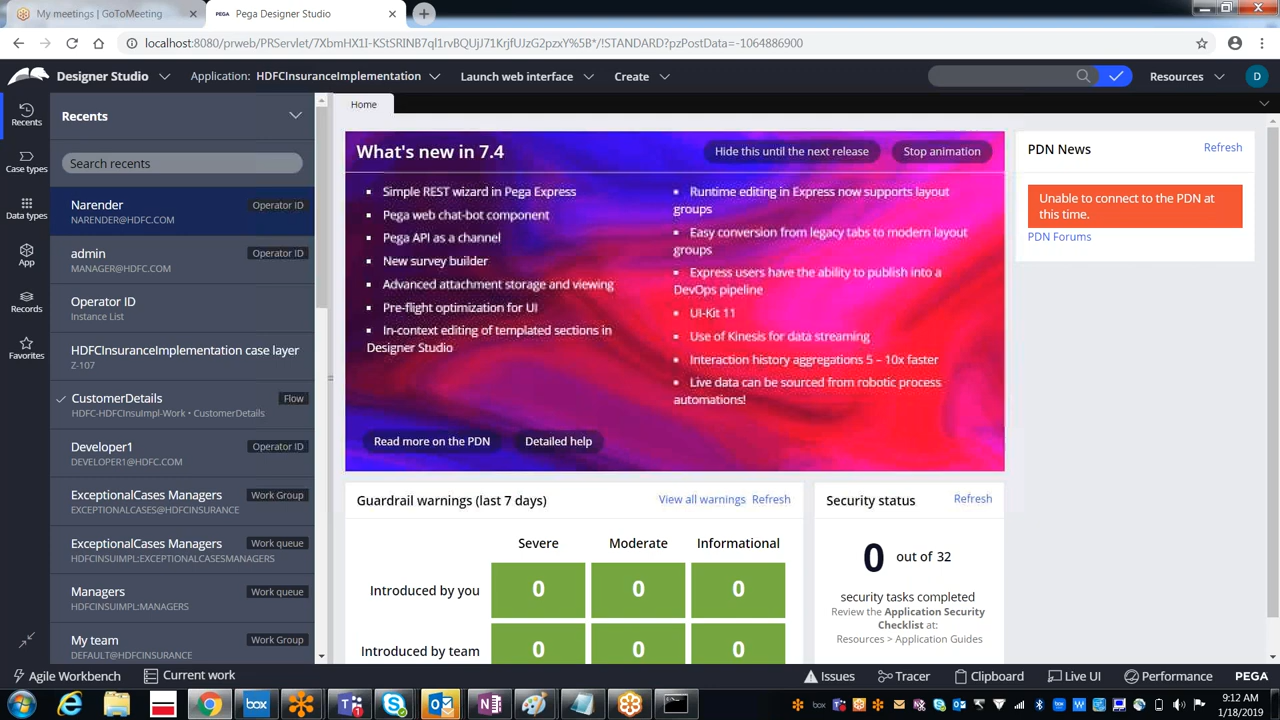 My meetings | GoToMeeting
PEGA Pega Designer Studio
localhost:8080/prweb/PRServlet/7XbmHX1I-KStSRINB7ql1rvBQUjJ71KrjfUJzG2pzxY%5B*/!STANDARD?pzPostData=-1064886900
Designer Studio
Application: HDFCInsuranceImplementation
Launch web interface
Create
Resources
D
Recents
Case types
Data types
App
Records
Favorites
Recents
Search recents
Narender Operator ID
NARENDER@HDFC.COM
admin Operator ID
MANAGER@HDFC.COM
Operator ID
Instance List
HDFCInsuranceImplementation case layer
Z-107
CustomerDetails Flow
HDFC-HDFCInsuImpl-Work • CustomerDetails
Developer1 Operator ID
DEVELOPER1@HDFC.COM
ExceptionalCases Managers Work Group
EXCEPTIONALCASES@HDFCINSURANCE
ExceptionalCases Managers Work queue
HDFCINSUIMPL:EXCEPTIONALCASESMANAGERS
Managers Work queue
HDFCINSUIMPL:MANAGERS
My team Work Group
DEFAULT@HDFCINSURANCE
Home
What's new in 7.4
Hide this until the next release
Stop animation
Simple REST wizard in Pega Express
Pega web chat-bot component
Pega API as a channel
New survey builder
Advanced attachment storage and viewing
Pre-flight optimization for UI
In-context editing of templated sections in
Designer Studio
Runtime editing in Express now supports layout
groups
Easy conversion from legacy tabs to modern layout
groups
Express users have the ability to publish into a
DevOps pipeline
UI-Kit 11
Use of Kinesis for data streaming
Interaction history aggregations 5 – 10x faster
Live data can be sourced from robotic process
automations!
Read more on the PDN
Detailed help
PDN News Refresh
Unable to connect to the PDN at
this time.
PDN Forums
Guardrail warnings (last 7 days) View all warnings Refresh
Severe Moderate Informational
Introduced by you 0 0 0
Introduced by team 0 0 0
Security status Refresh
0 out of 32
security tasks completed
Review the Application Security
Checklist at:
Resources > Application Guides
Agile Workbench
Current work
Issues
Tracer
Clipboard
Live UI
Performance
PEGA
box
box
9:12 AM
1/18/2019